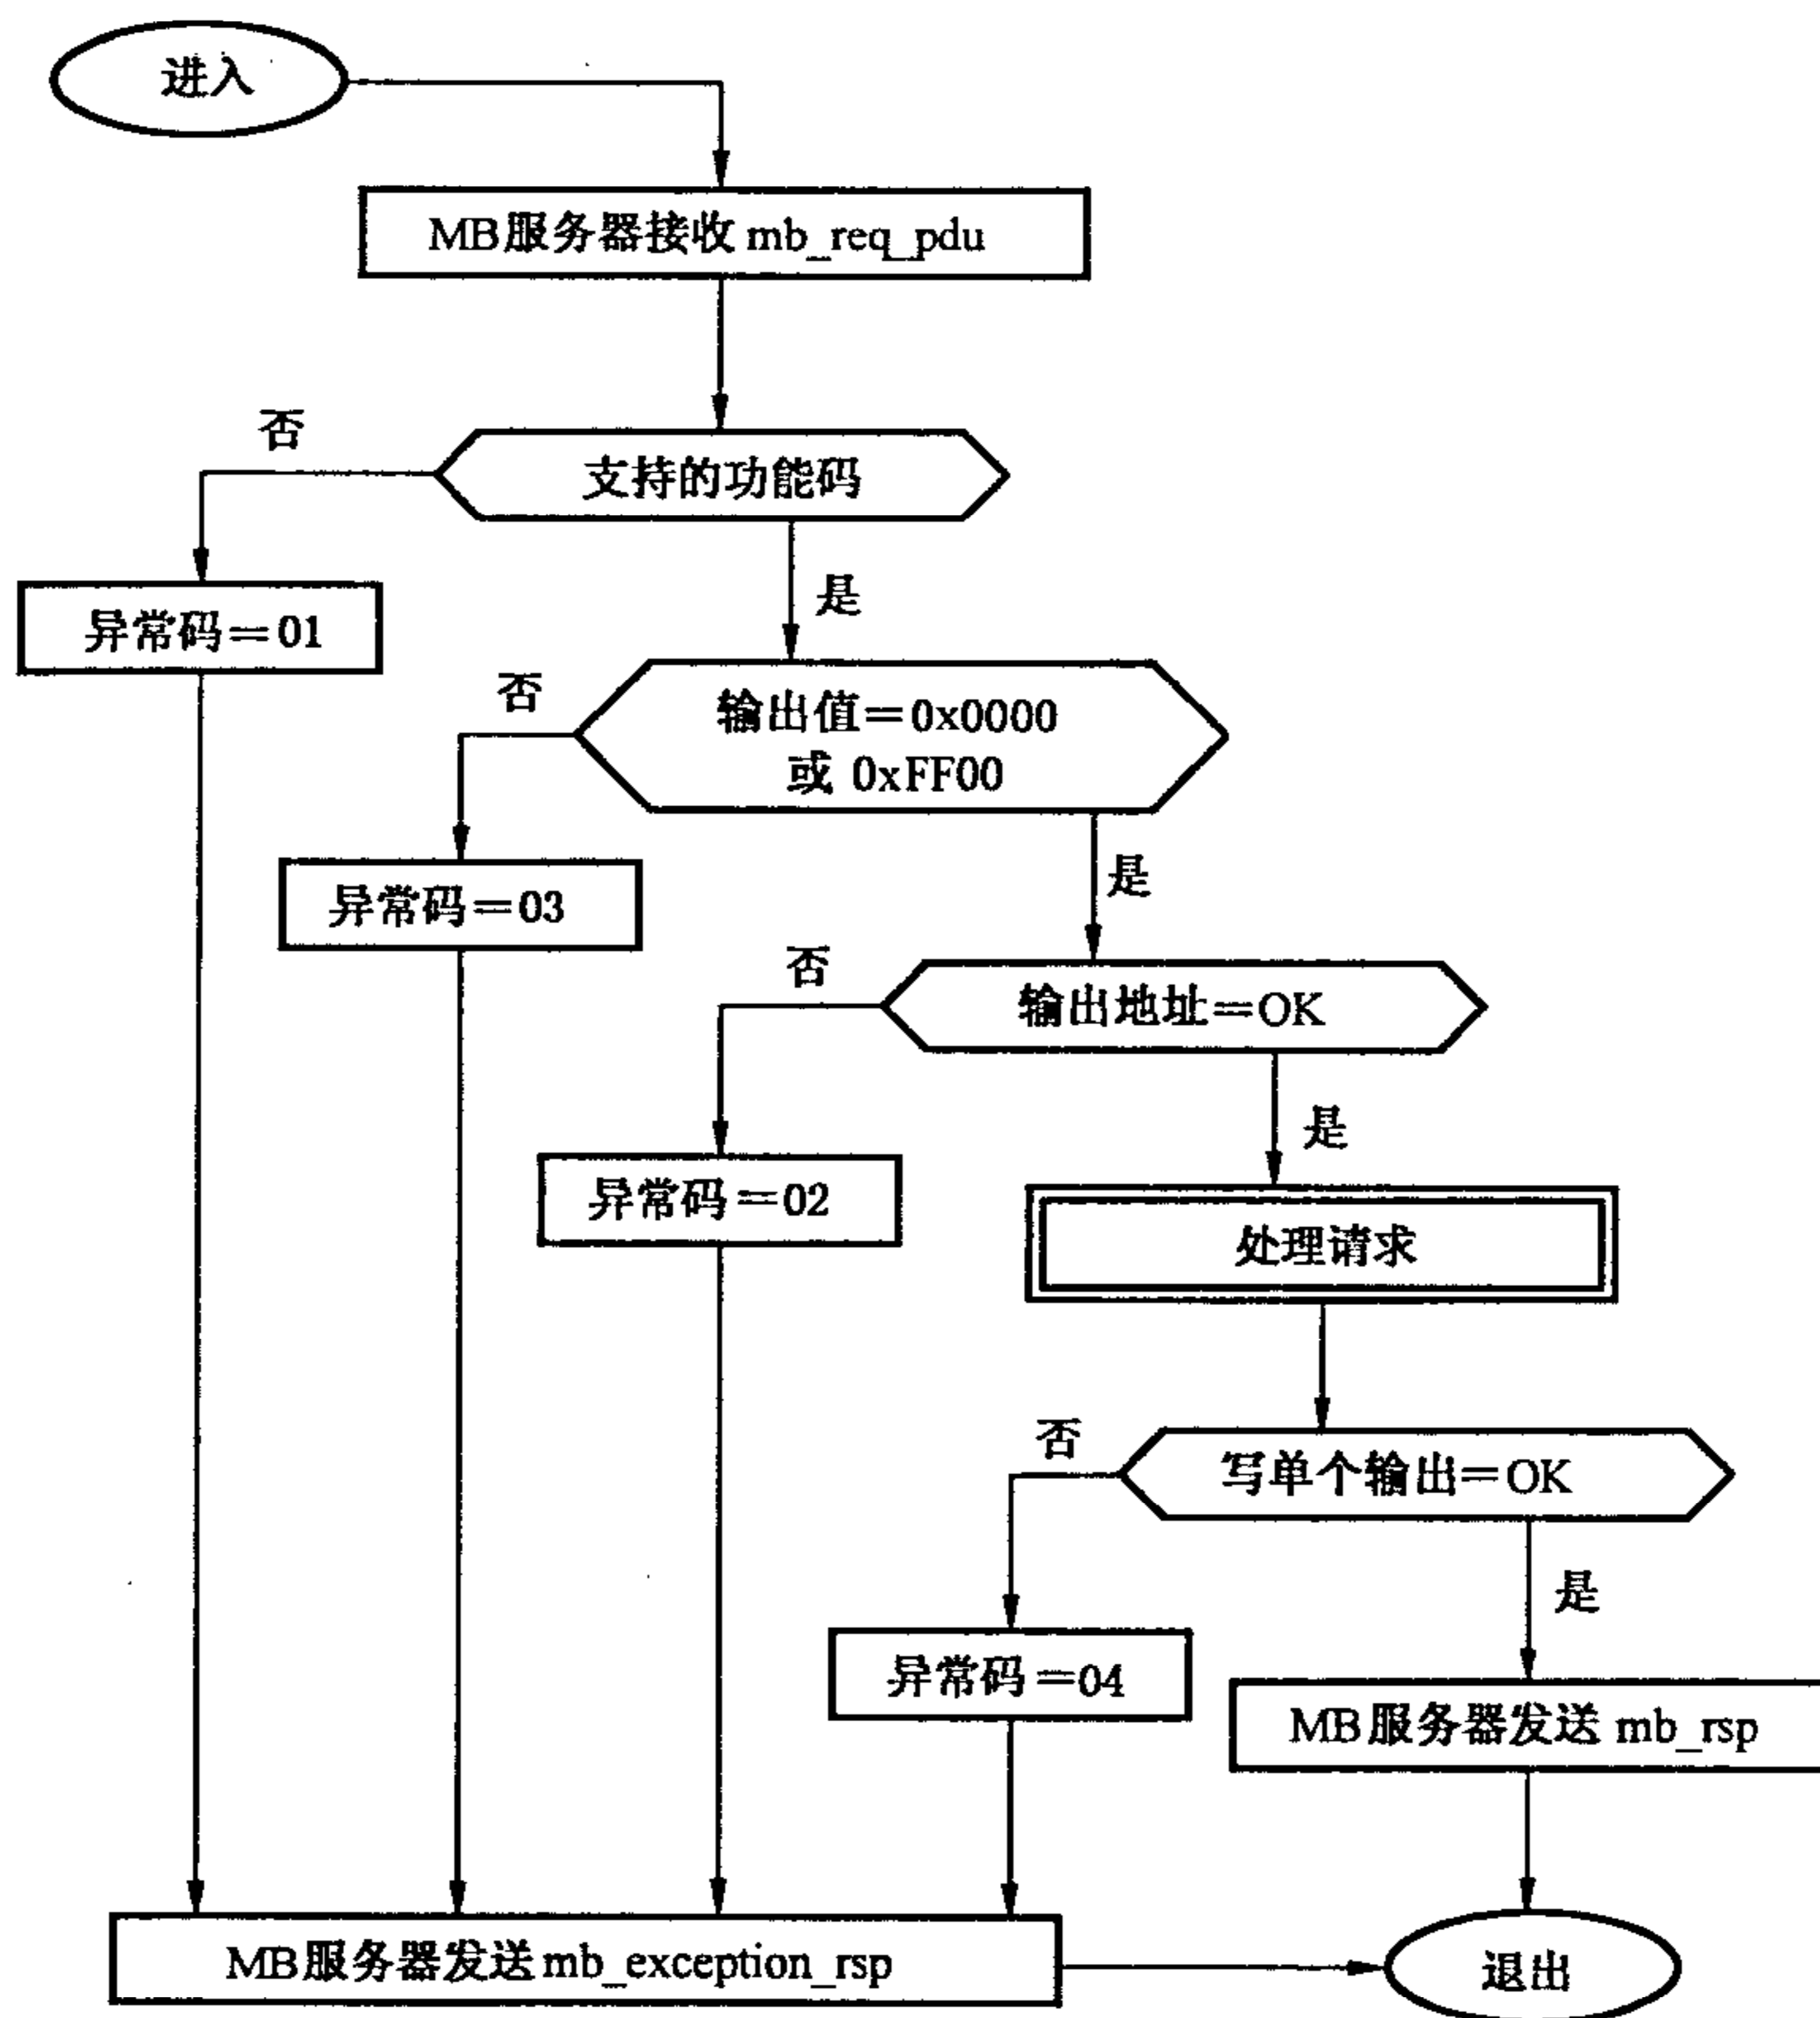 进入
MB服务器接收 mb_req_pdu
否
支持的功能码
是
异常码=01
否
输出值=0x0000
或 0xFF00
是
异常码=03
否
输出地址=OK
是
异常码=02
处理请求
否
写单个输出=OK
是
异常码=04
MB服务器发送 mb_rsp
MB服务器发送 mb_exception_rsp
退出